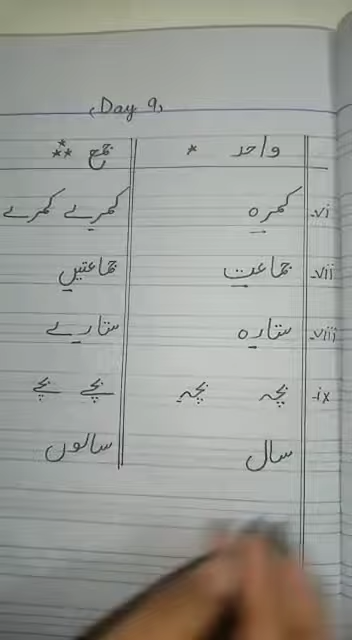 (Day 9)
واحد * جمع ***
vi. کمرہ کمرے کمرے
vii. جماعت جماعتیں
viii. ستارہ ستارے
ix. بچہ بچہ بچے بچے
سال سالوں